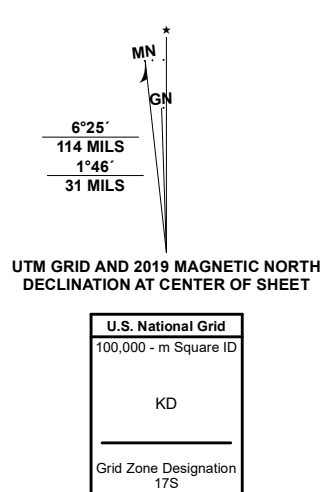 MN
GN
6°25´
114 MILS
1°46´
31 MILS
UTM GRID AND 2019 MAGNETIC NORTH
DECLINATION AT CENTER OF SHEET
U.S. National Grid
100,000 - m Square ID
KD
Grid Zone Designation
17S